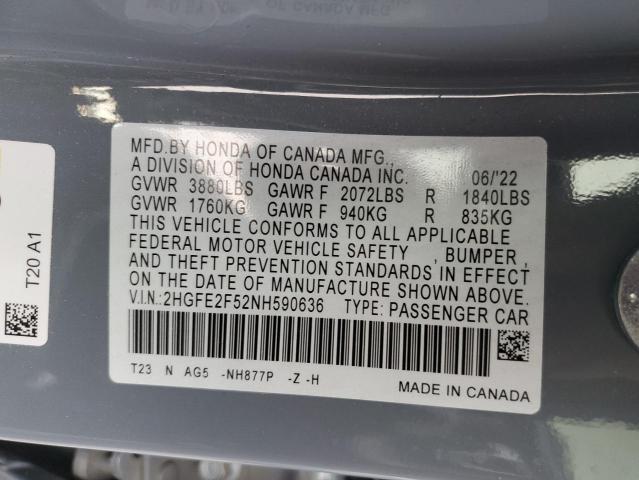 MFD.BY HONDA OF CANADA MFG.,
A DIVISION OF HONDA CANADA INC. 06/'22
GVWR 3880LBS GAWR F 2072LBS R 1840LBS
GVWR 1760KG GAWR F 940KG R 835KG
THIS VEHICLE CONFORMS TO ALL APPLICABLE
FEDERAL MOTOR VEHICLE SAFETY , BUMPER ,
AND THEFT PREVENTION STANDARDS IN EFFECT
ON THE DATE OF MANUFACTURE SHOWN ABOVE.
V.I.N.: 2HGFE2F52NH590636 TYPE: PASSENGER CAR
T23 N AG5 -NH877P -Z -H
MADE IN CANADA
T20 A1